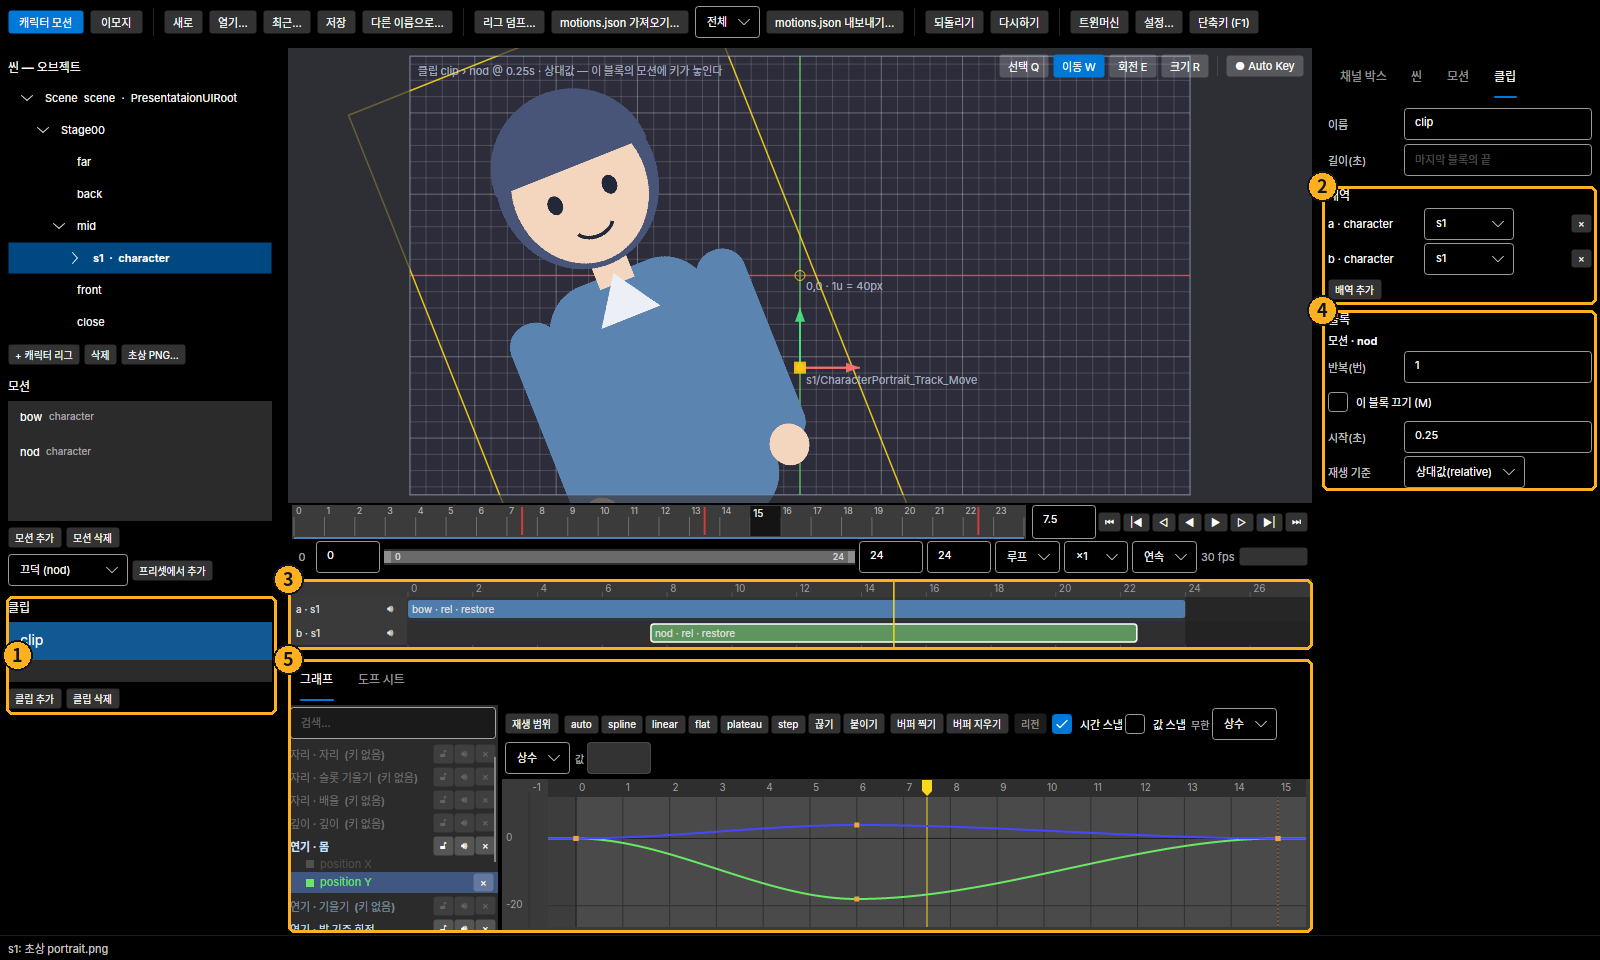 캐릭터 모션 이모지 새로 열기... 최근... 저장 다른 이름으로... 리그 덤프... motions.json 가져오기... 전체 motions.json 내보내기... 되돌리기 다시하기 트윈머신 설정... 단축키 (F1)
씬 — 오브젝트
Scene scene · PresentataionUIRoot
Stage00
far
back
mid
s1 · character
front
close
+ 캐릭터 리그 삭제 초상 PNG...
모션
bow character
nod character
모션 추가 모션 삭제
끄덕 (nod) 프리셋에서 추가
클립
clip
1
클립 추가 클립 삭제
클립 clip › nod @ 0.25s · 상대값 — 이 블록의 모션에 키가 놓인다
선택 Q 이동 W 회전 E 크기 R Auto Key
0,0 · 1u = 40px
s1/CharacterPortrait_Track_Move
0 1 2 3 4 5 6 7 8 9 10 11 12 13 14 15 16 17 18 19 20 21 22 23
7.5
0 0 0 24 24 24 루프 ×1 연속 30 fps
3
0 2 4 6 8 10 12 14 16 18 20 22 24 26
a · s1 bow · rel · restore
b · s1 nod · rel · restore
5
그래프 도프 시트
검색...
재생 범위 auto spline linear flat plateau step 끊기 붙이기 버퍼 찍기 버퍼 지우기 리전 시간 스냅 값 스냅 무한 상수
상수 값
자리 · 자리 (키 없음)
자리 · 슬롯 기울기 (키 없음)
자리 · 배율 (키 없음)
깊이 · 깊이 (키 없음)
연기 · 몸
position X
position Y
연기 · 기울기 (키 없음)
연기 · 발 기준 회전
-1 0 1 2 3 4 5 6 7 8 9 10 11 12 13 14 15
0
-20
채널 박스 씬 모션 클립
이름 clip
길이(초) 마지막 블록의 끝
2
배역
a · character s1 ×
b · character s1 ×
배역 추가
4
블록
모션 · nod
반복(번) 1
이 블록 끄기 (M)
시작(초) 0.25
재생 기준 상대값(relative)
s1: 초상 portrait.png